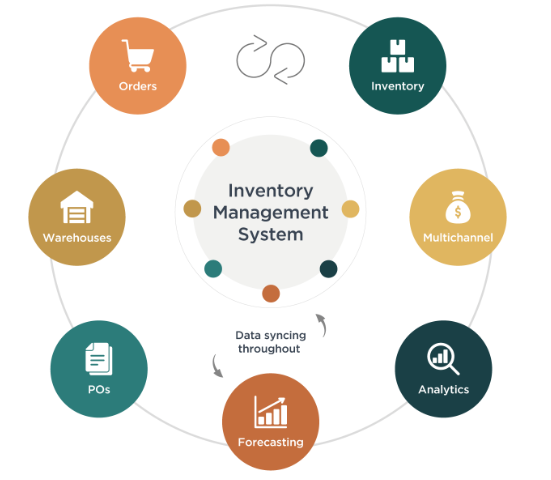 Orders
Inventory
Inventory
Management
System
Warehouses
$
Multichannel
Data syncing
throughout
POs
Analytics
Forecasting